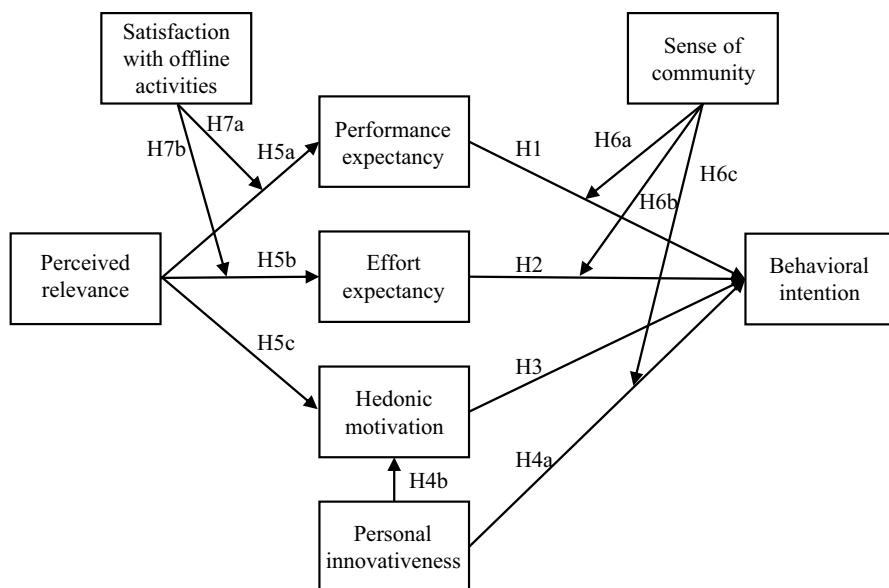 Satisfaction
with offline
activities
Sense of
community
H7a
H7b
H5a
Performance
expectancy
H1
H6a
H6b
H6c
Perceived
relevance
H5b
Effort
expectancy
H2
Behavioral
intention
H5c
Hedonic
motivation
H3
H4a
H4b
Personal
innovativeness